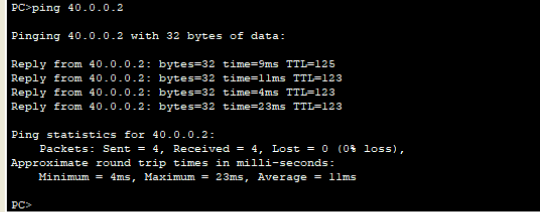 PC>ping 40.0.0.2
Pinging 40.0.0.2 with 32 bytes of data:
Reply from 40.0.0.2: bytes=32 time=9ms TTL=125
Reply from 40.0.0.2: bytes=32 time=11ms TTL=123
Reply from 40.0.0.2: bytes=32 time=4ms TTL=123
Reply from 40.0.0.2: bytes=32 time=23ms TTL=123
Ping statistics for 40.0.0.2:
Packets: Sent = 4, Received = 4, Lost = 0 (0% loss),
Approximate round trip times in milli-seconds:
Minimum = 4ms, Maximum = 23ms, Average = 11ms
PC>